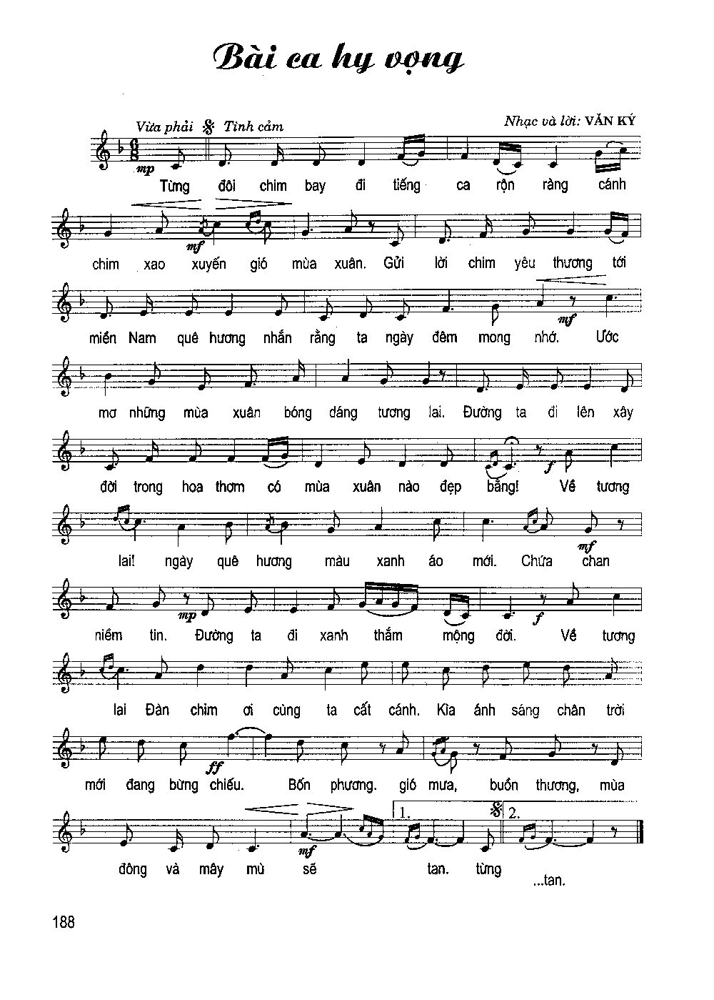 Bài ca hy vọng
Vừa phải Tình cảm
Nhạc và lời: VĂN KÝ
mp
Từng đôi chim bay đi tiếng ca rộn ràng cánh
mf
chim xao xuyến gió mùa xuân. Gửi lời chim yêu thương tới
mf
miền Nam quê hương nhắn rằng ta ngày đêm mong nhớ. Ước
mơ những mùa xuân bóng dáng tương lai. Đường ta đi lên xây
f
đời trong hoa thơm có mùa xuân nào đẹp bằng! Về tương
mf
lai! ngày quê hương màu xanh áo mới. Chứa chan
mp f
niềm tin. Đường ta đi xanh thắm mộng đời. Về tương
lai Đàn chim ơi cùng ta cất cánh. Kìa ánh sáng chân trời
ff
mới đang bừng chiếu. Bốn phương. gió mưa, buồn thương, mùa
1. 2.
mf
đông và mây mù sẽ tan. từng
...tan.
188